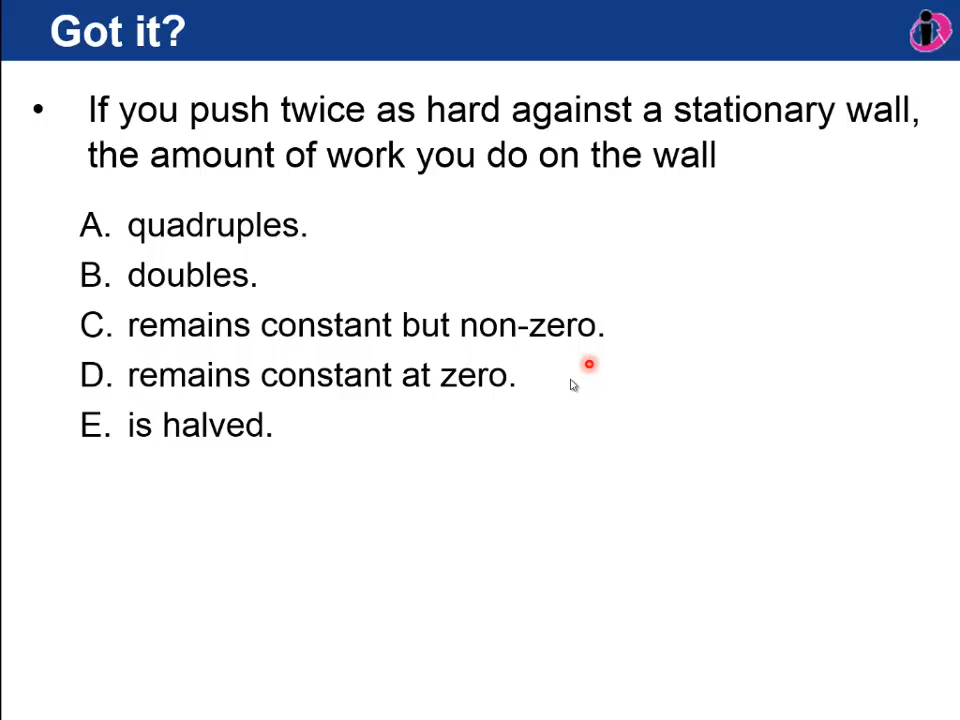 Got it?
• If you push twice as hard against a stationary wall,
the amount of work you do on the wall
A. quadruples.
B. doubles.
C. remains constant but non-zero.
D. remains constant at zero.
E. is halved.